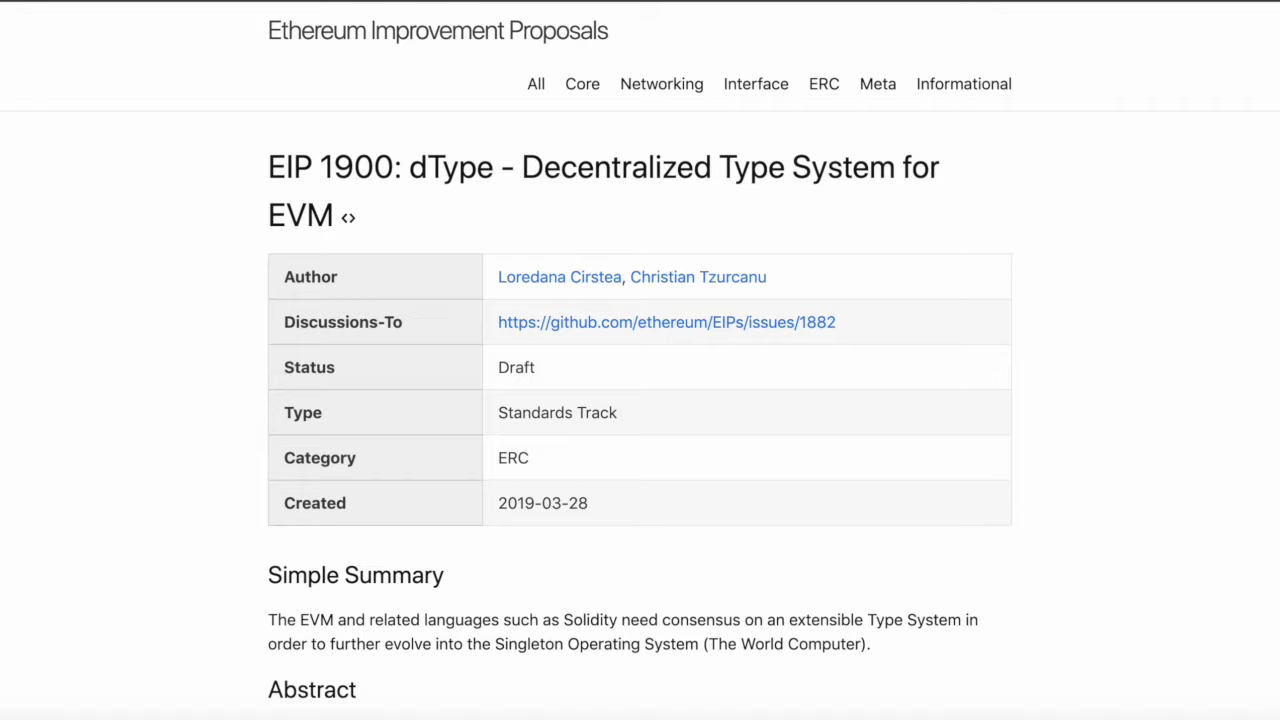 Ethereum Improvement Proposals
All Core Networking Interface ERC Meta Informational
EIP 1900: dType - Decentralized Type System for
EVM <>
Author Loredana Cirstea, Christian Tzurcanu
Discussions-To https://github.com/ethereum/EIPs/issues/1882
Status Draft
Type Standards Track
Category ERC
Created 2019-03-28
Simple Summary
The EVM and related languages such as Solidity need consensus on an extensible Type System in
order to further evolve into the Singleton Operating System (The World Computer).
Abstract